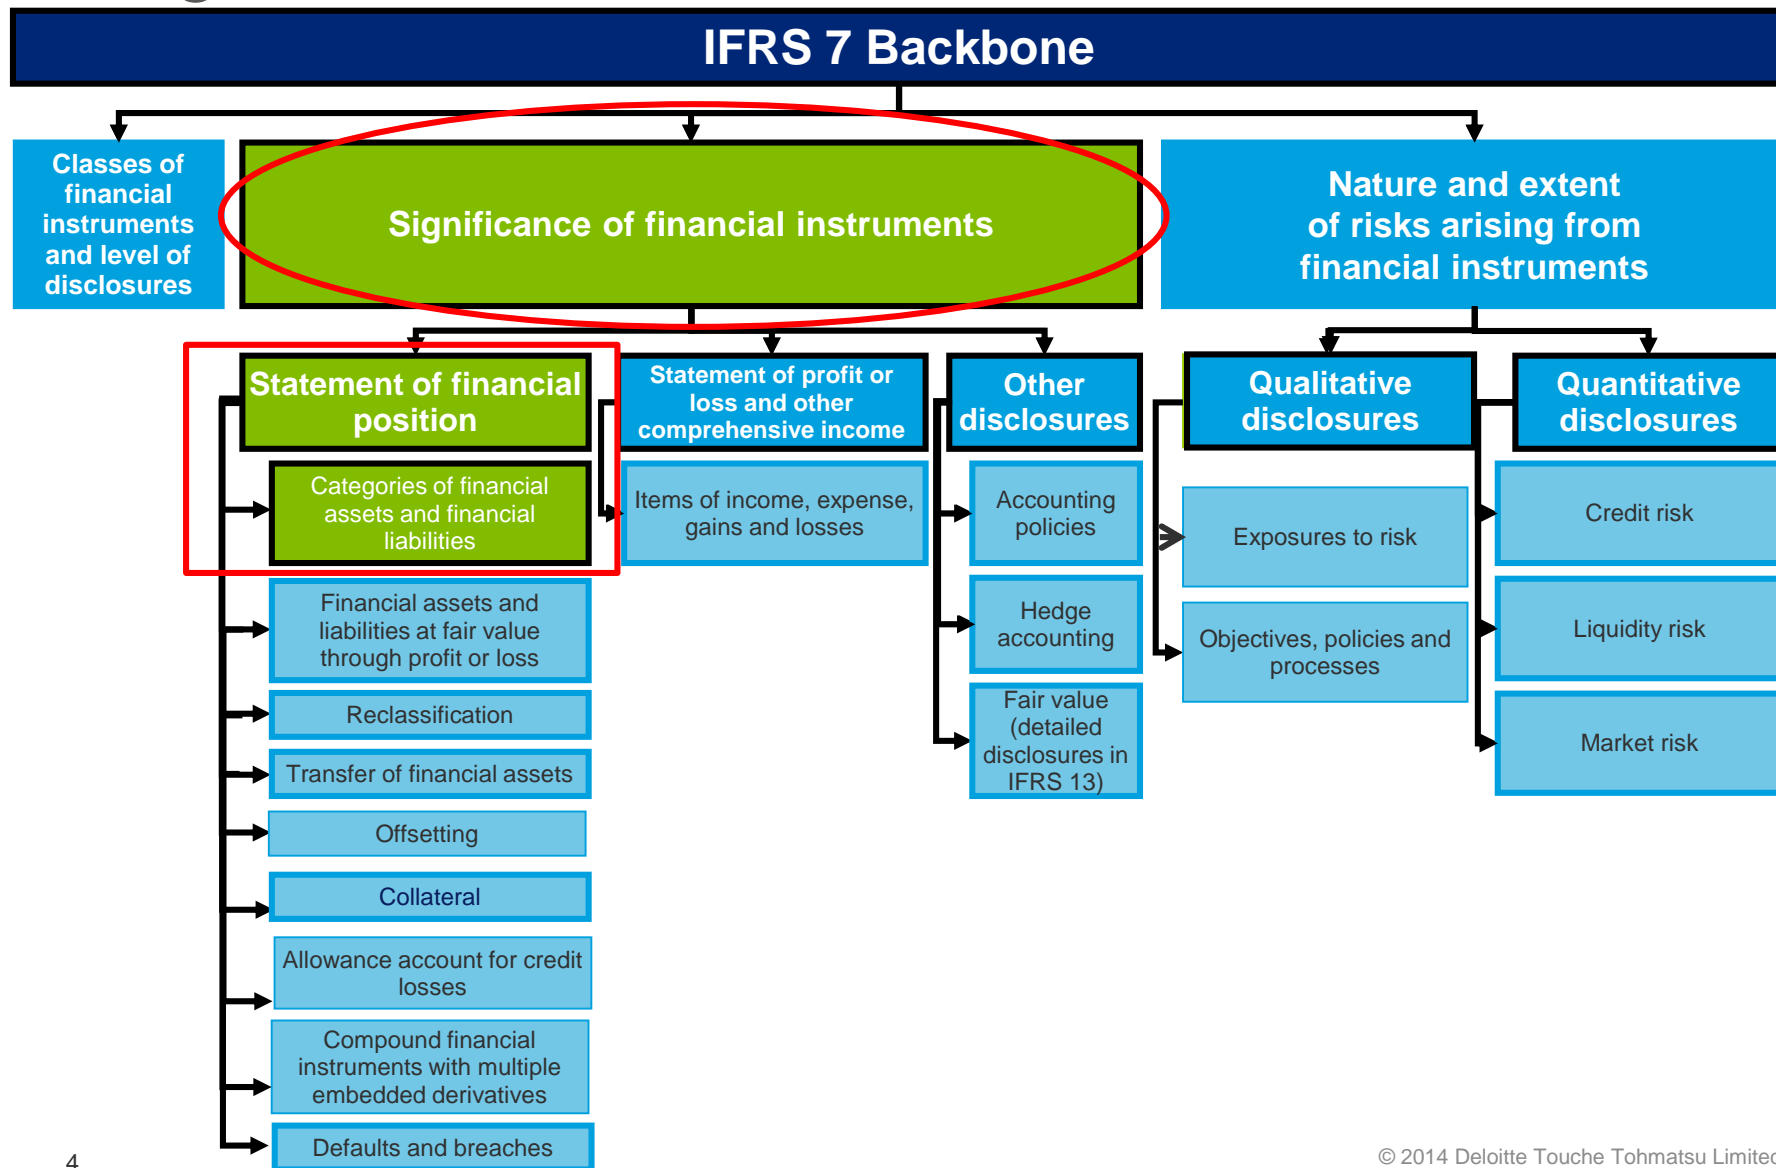 IFRS 7 Backbone
Classes of
financial
instruments
and level of
disclosures
Significance of financial instruments
Nature and extent
of risks arising from
financial instruments
Statement of financial
position
Statement of profit or
loss and other
comprehensive income
Other
disclosures
Qualitative
disclosures
Quantitative
disclosures
Categories of financial
assets and financial
liabilities
Financial assets and
liabilities at fair value
through profit or loss
Reclassification
Transfer of financial assets
Offsetting
Collateral
Allowance account for credit
losses
Compound financial
instruments with multiple
embedded derivatives
Defaults and breaches
Items of income, expense,
gains and losses
Accounting
policies
Hedge
accounting
Fair value
(detailed
disclosures in
IFRS 13)
Exposures to risk
Objectives, policies and
processes
Credit risk
Liquidity risk
Market risk
4
© 2014 Deloitte Touche Tohmatsu Limited